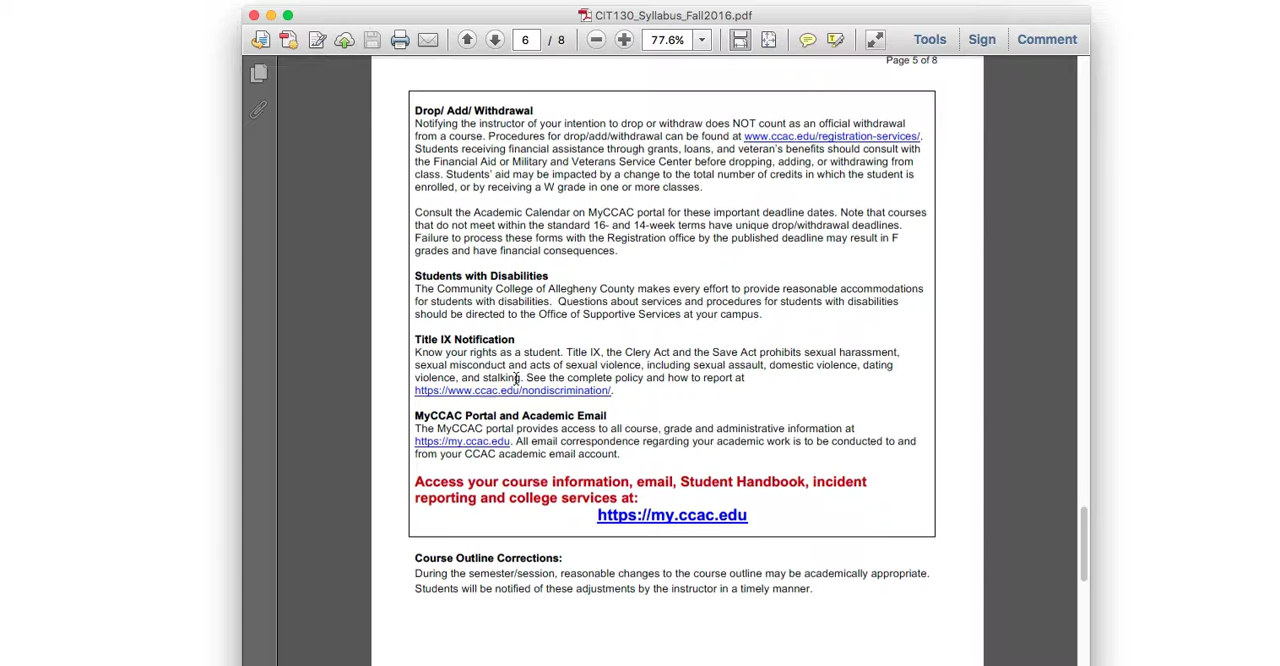 CIT130_Syllabus_Fall2016.pdf
6 / 8 77.6% Tools Sign Comment
Page 5 of 8
Drop/ Add/ Withdrawal
Notifying the instructor of your intention to drop or withdraw does NOT count as an official withdrawal
from a course. Procedures for drop/add/withdrawal can be found at www.ccac.edu/registration-services/.
Students receiving financial assistance through grants, loans, and veteran's benefits should consult with
the Financial Aid or Military and Veterans Service Center before dropping, adding, or withdrawing from
class. Students' aid may be impacted by a change to the total number of credits in which the student is
enrolled, or by receiving a W grade in one or more classes.
Consult the Academic Calendar on MyCCAC portal for these important deadline dates. Note that courses
that do not meet within the standard 16- and 14-week terms have unique drop/withdrawal deadlines.
Failure to process these forms with the Registration office by the published deadline may result in F
grades and have financial consequences.
Students with Disabilities
The Community College of Allegheny County makes every effort to provide reasonable accommodations
for students with disabilities. Questions about services and procedures for students with disabilities
should be directed to the Office of Supportive Services at your campus.
Title IX Notification
Know your rights as a student. Title IX, the Clery Act and the Save Act prohibits sexual harassment,
sexual misconduct and acts of sexual violence, including sexual assault, domestic violence, dating
violence, and stalking. See the complete policy and how to report at
https://www.ccac.edu/nondiscrimination/.
MyCCAC Portal and Academic Email
The MyCCAC portal provides access to all course, grade and administrative information at
https://my.ccac.edu. All email correspondence regarding your academic work is to be conducted to and
from your CCAC academic email account.
Access your course information, email, Student Handbook, incident
reporting and college services at:
https://my.ccac.edu
Course Outline Corrections:
During the semester/session, reasonable changes to the course outline may be academically appropriate.
Students will be notified of these adjustments by the instructor in a timely manner.